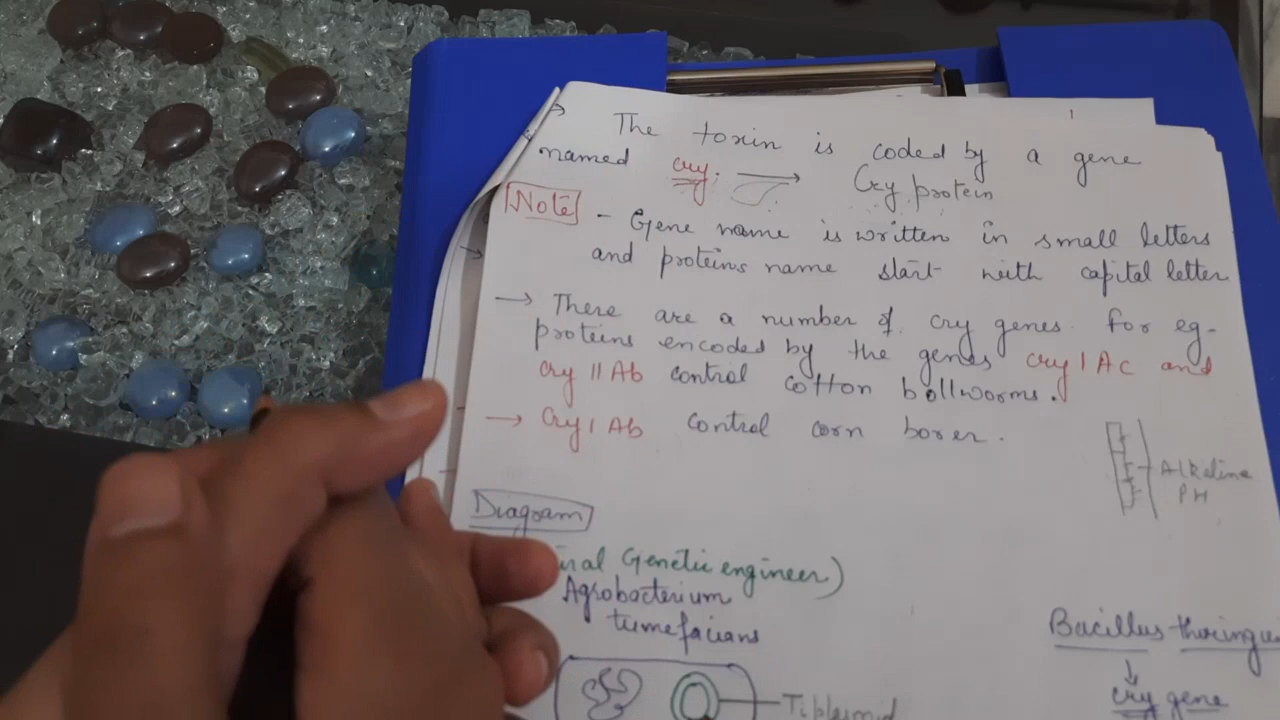 The toxin is coded by a gene
named cry. → Cry protein
Note - Gene name is written in small letters
and proteins name start with capital letter
→ There are a number of cry genes. For eg-
proteins encoded by the genes cry I Ac and
cry II Ab control cotton bollworms.
→ Cry I Ab control corn borer.
Alkaline
PH
Diagram
Genetic engineer)
Agrobacterium
tumefacians
Bacillus
cry gene
Ti plasmid